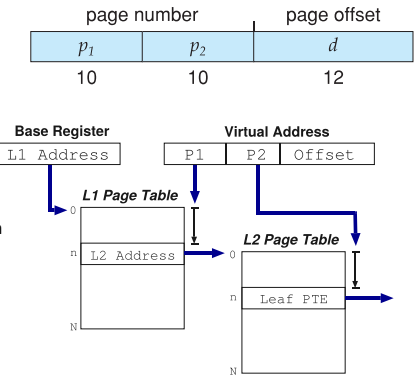 page number page offset
p1 p2 d
10 10 12
Base Register Virtual Address
L1 Address P1 P2 Offset
L1 Page Table
0
n L2 Address
N
L2 Page Table
0
n Leaf PTE
N